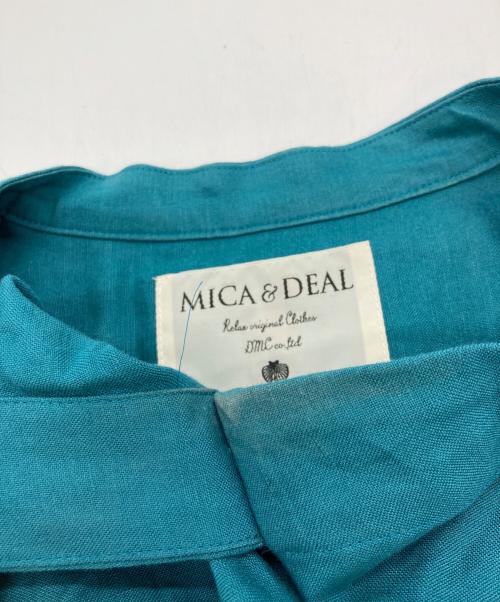 MICA & DEAL
Relax original Clothes
DMC co.,ltd